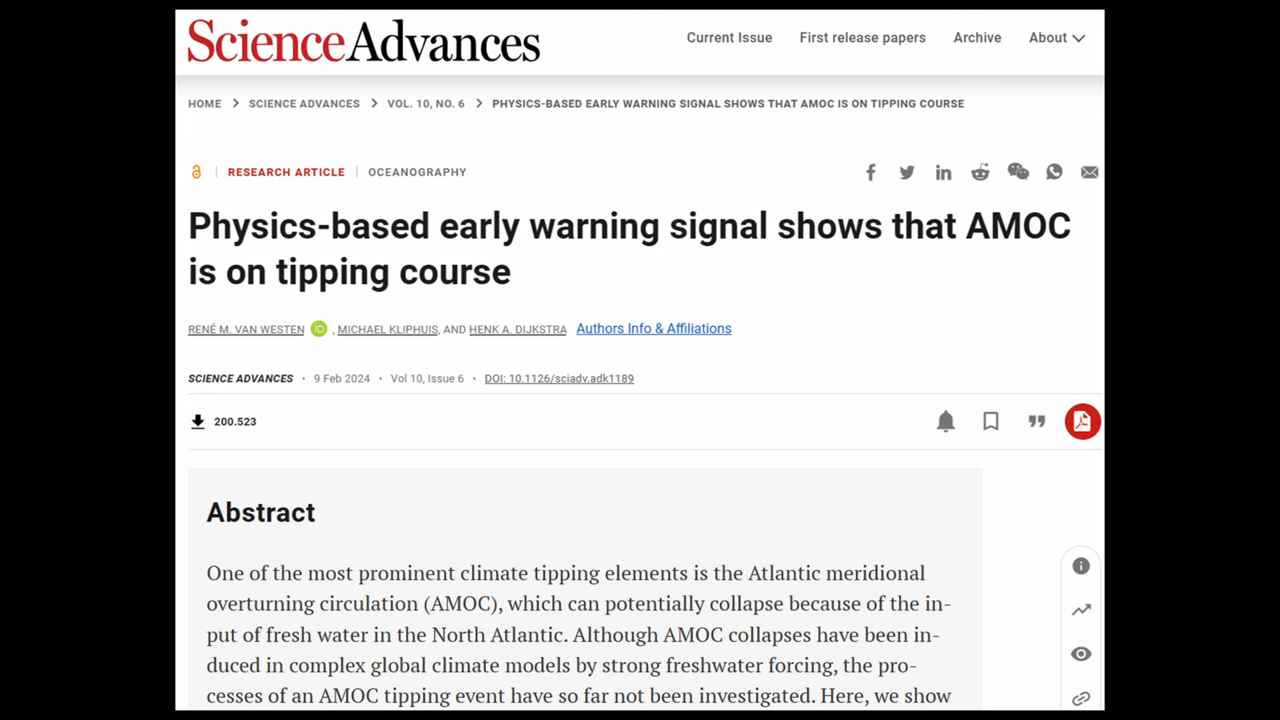 ScienceAdvances
Current Issue First release papers Archive About
HOME > SCIENCE ADVANCES > VOL. 10, NO. 6 > PHYSICS-BASED EARLY WARNING SIGNAL SHOWS THAT AMOC IS ON TIPPING COURSE
RESEARCH ARTICLE | OCEANOGRAPHY
Physics-based early warning signal shows that AMOC
is on tipping course
RENÉ M. VAN WESTEN iD , MICHAEL KLIPHUIS, AND HENK A. DIJKSTRA Authors Info & Affiliations
SCIENCE ADVANCES • 9 Feb 2024 • Vol 10, Issue 6 • DOI: 10.1126/sciadv.adk1189
200.523
Abstract
One of the most prominent climate tipping elements is the Atlantic meridional
overturning circulation (AMOC), which can potentially collapse because of the in-
put of fresh water in the North Atlantic. Although AMOC collapses have been in-
duced in complex global climate models by strong freshwater forcing, the pro-
cesses of an AMOC tipping event have so far not been investigated. Here, we show